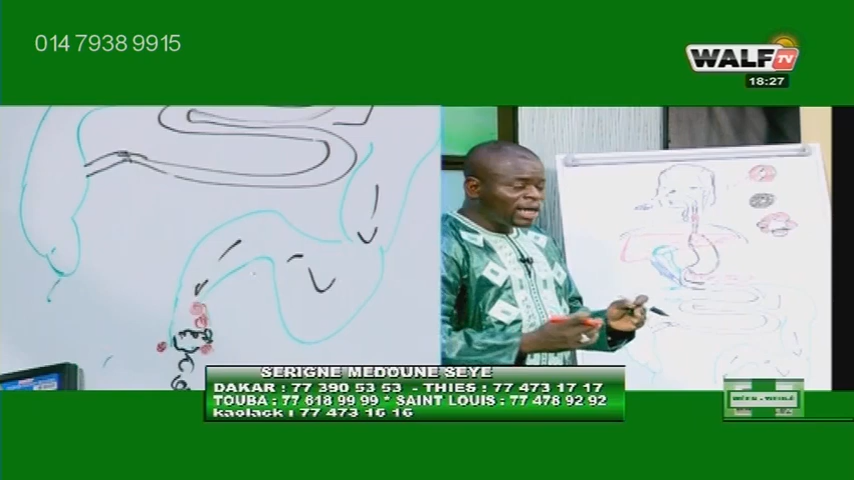 014 7938 9915
WALF TV
18:27
SERIGNE MEDOUNE SEYE
DAKAR : 77 390 53 53 - THIES : 77 473 17 17
TOUBA : 77 618 99 99 * SAINT LOUIS : 77 478 92 92
kaolack : 77 473 16 16